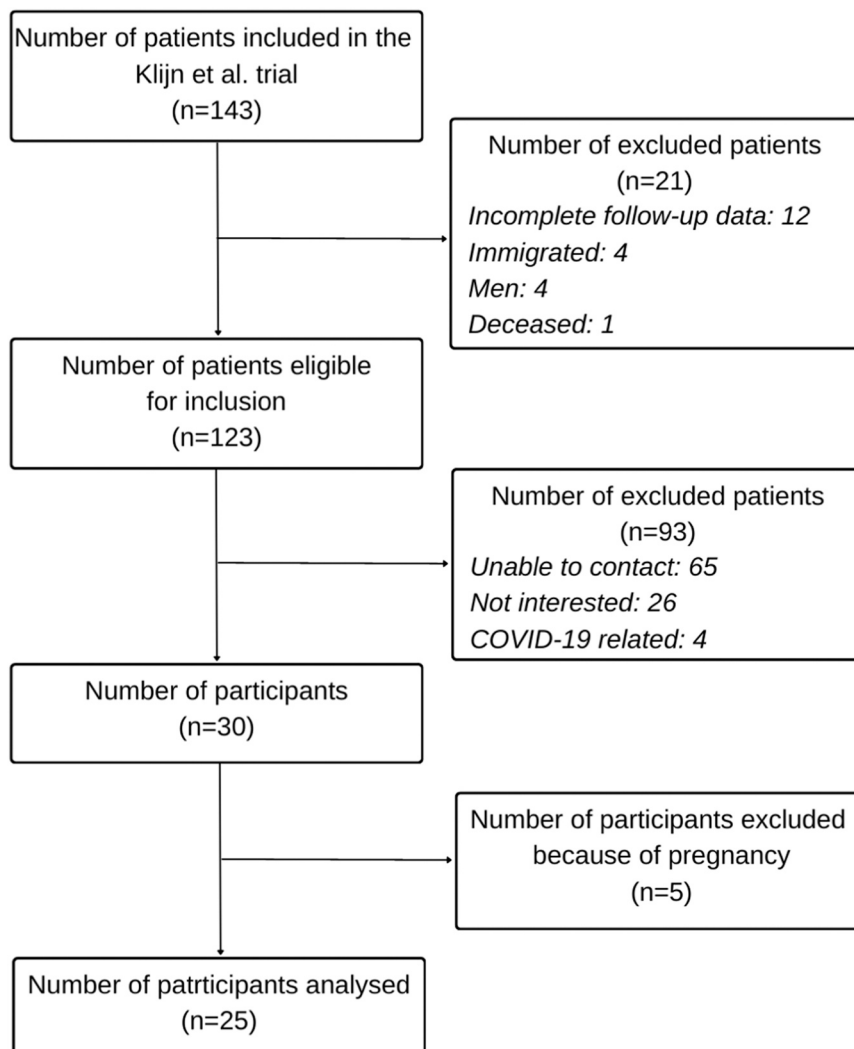 Number of patients included in the
Klijn et al. trial
(n=143)
Number of excluded patients
(n=21)
Incomplete follow-up data: 12
Immigrated: 4
Men: 4
Deceased: 1
Number of patients eligible
for inclusion
(n=123)
Number of excluded patients
(n=93)
Unable to contact: 65
Not interested: 26
COVID-19 related: 4
Number of participants
(n=30)
Number of participants excluded
because of pregnancy
(n=5)
Number of patrticipants analysed
(n=25)